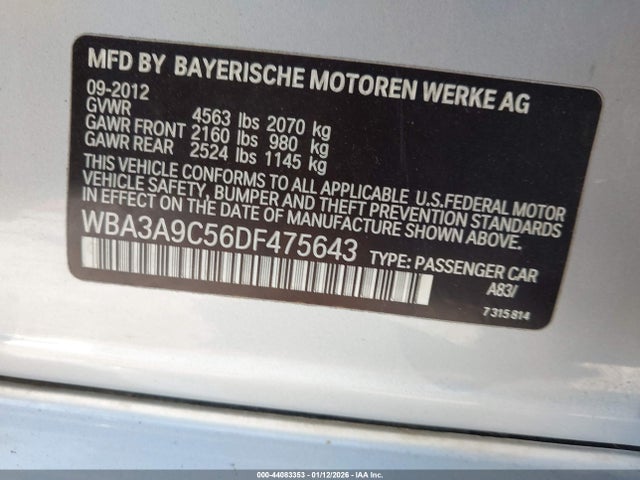 MFD BY BAYERISCHE MOTOREN WERKE AG
09-2012
GVWR 4563 lbs 2070 kg
GAWR FRONT 2160 lbs 980 kg
GAWR REAR 2524 lbs 1145 kg
THIS VEHICLE CONFORMS TO ALL APPLICABLE U.S.FEDERAL MOTOR
VEHICLE SAFETY, BUMPER AND THEFT PREVENTION STANDARDS
IN EFFECT ON THE DATE OF MANUFACTURE SHOWN ABOVE.
WBA3A9C56DF475643 TYPE: PASSENGER CAR
A83/
7315814
000-44083353 - 01/12/2026 - IAA Inc.